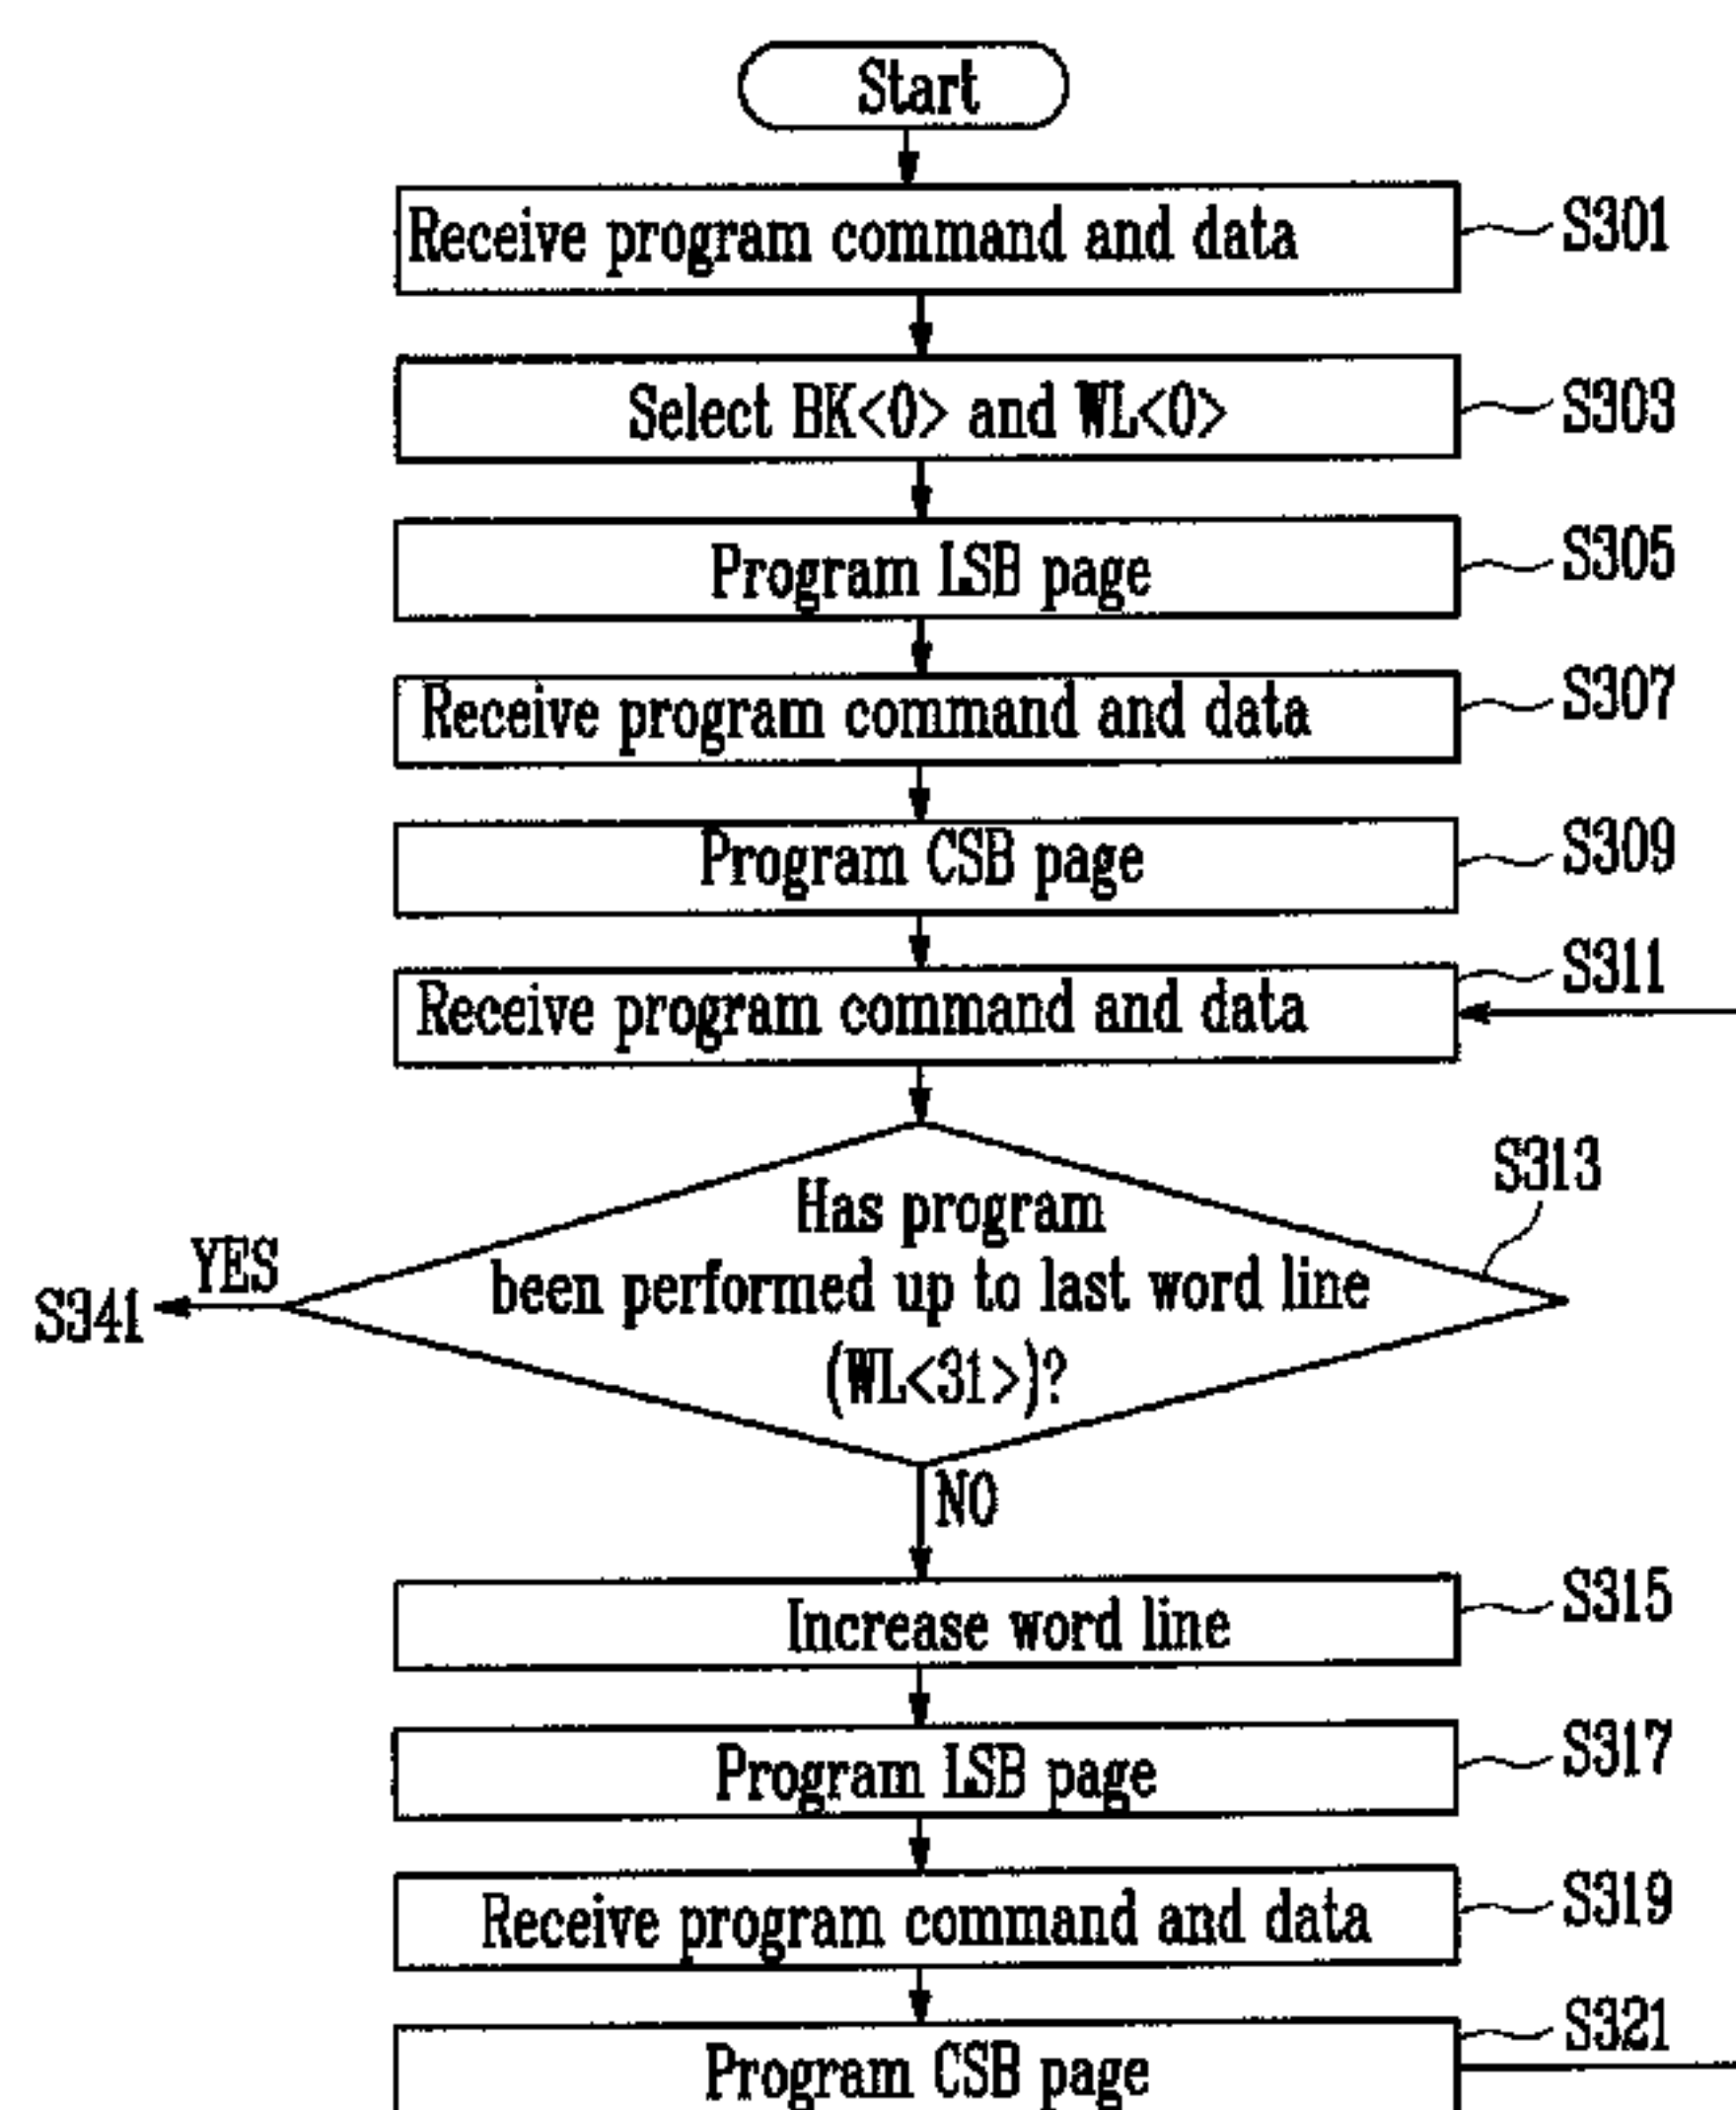 Start
Receive program command and data
S301
Select BK<0> and WL<0>
S303
Program LSB page
S305
Receive program command and data
S307
Program CSB page
S309
Receive program command and data
S311
Has program
been performed up to last word line
(WL<31>)?
S313
YES
S341
NO
Increase word line
S315
Program LSB page
S317
Receive program command and data
S319
Program CSB page
S321